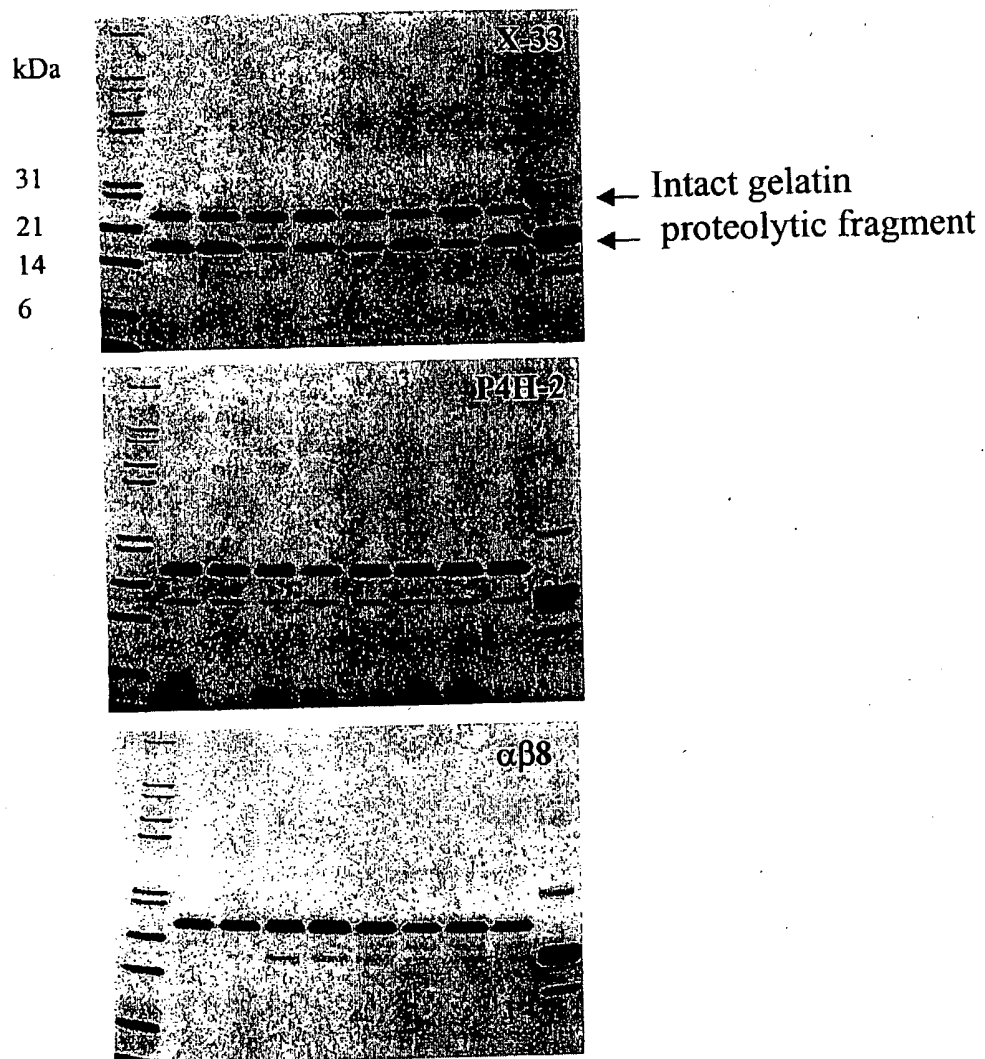 X-33
kDa
31
← Intact gelatin
21
← proteolytic fragment
14
6
P4H-2
αβ8